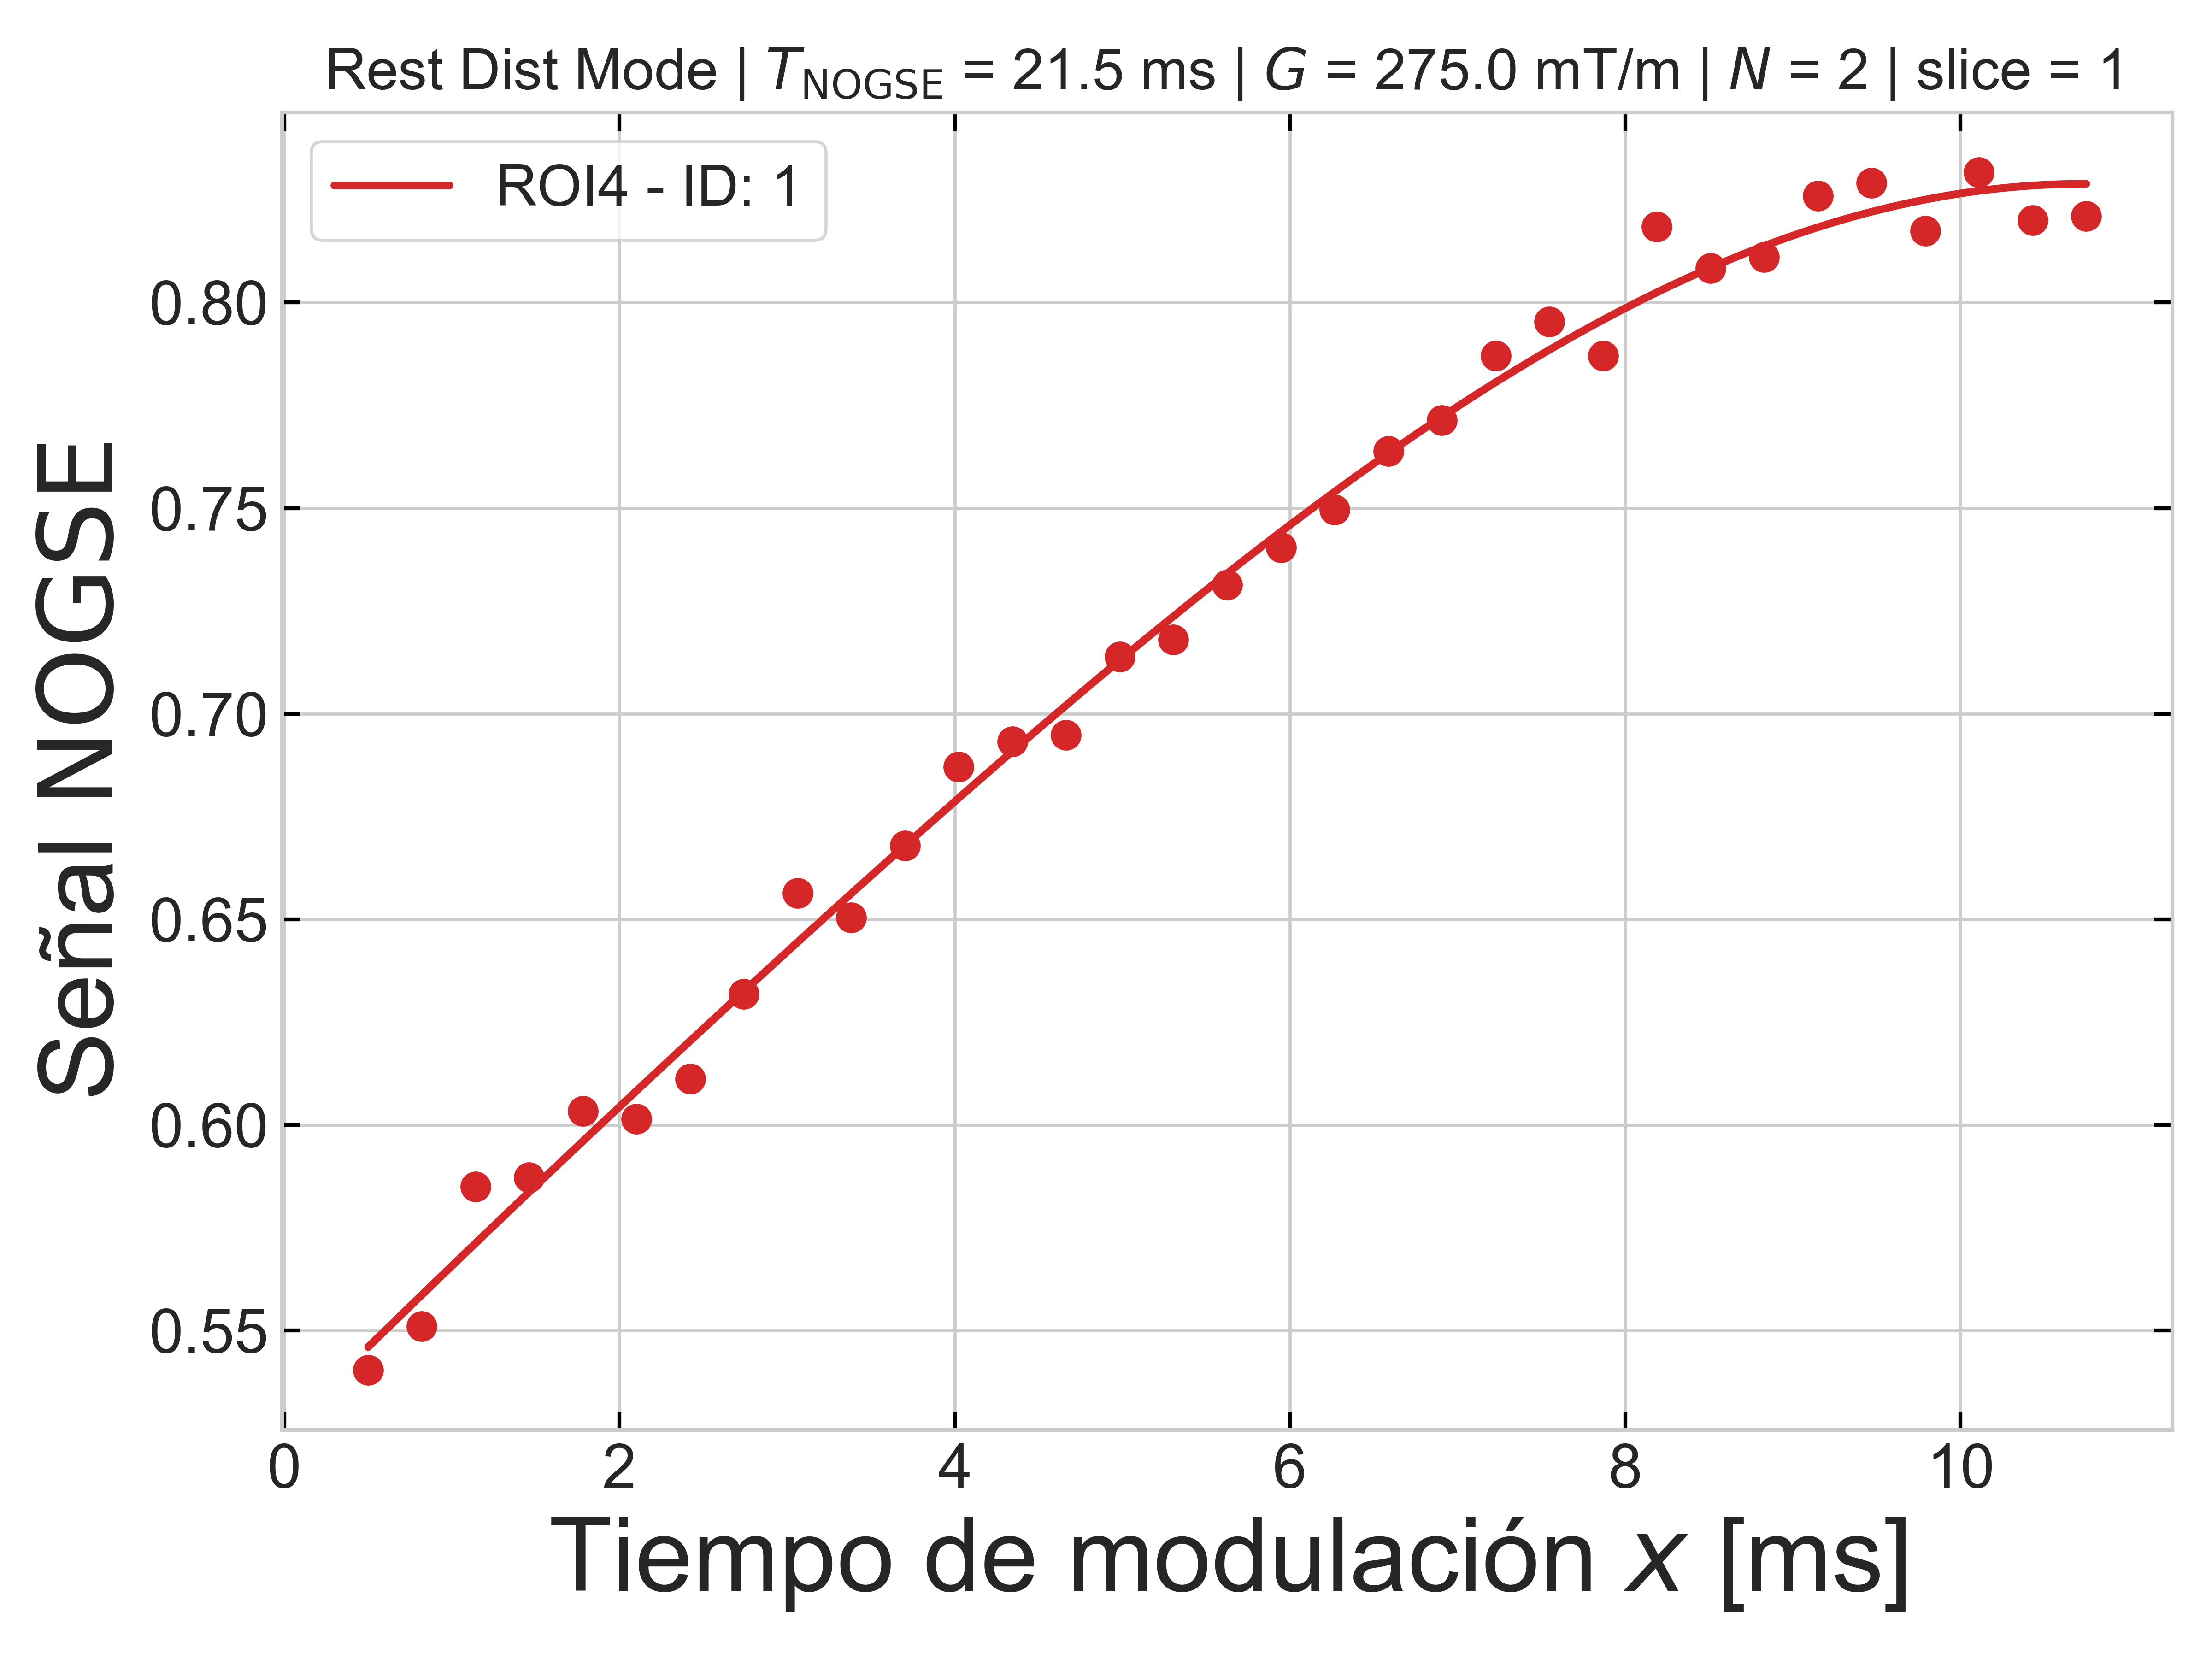 Rest Dist Mode | T_NOGSE = 21.5 ms | G = 275.0 mT/m | N = 2 | slice = 1
ROI4 - ID: 1
Señal NOGSE
0.80
0.75
0.70
0.65
0.60
0.55
0 2 4 6 8 10
Tiempo de modulación x [ms]